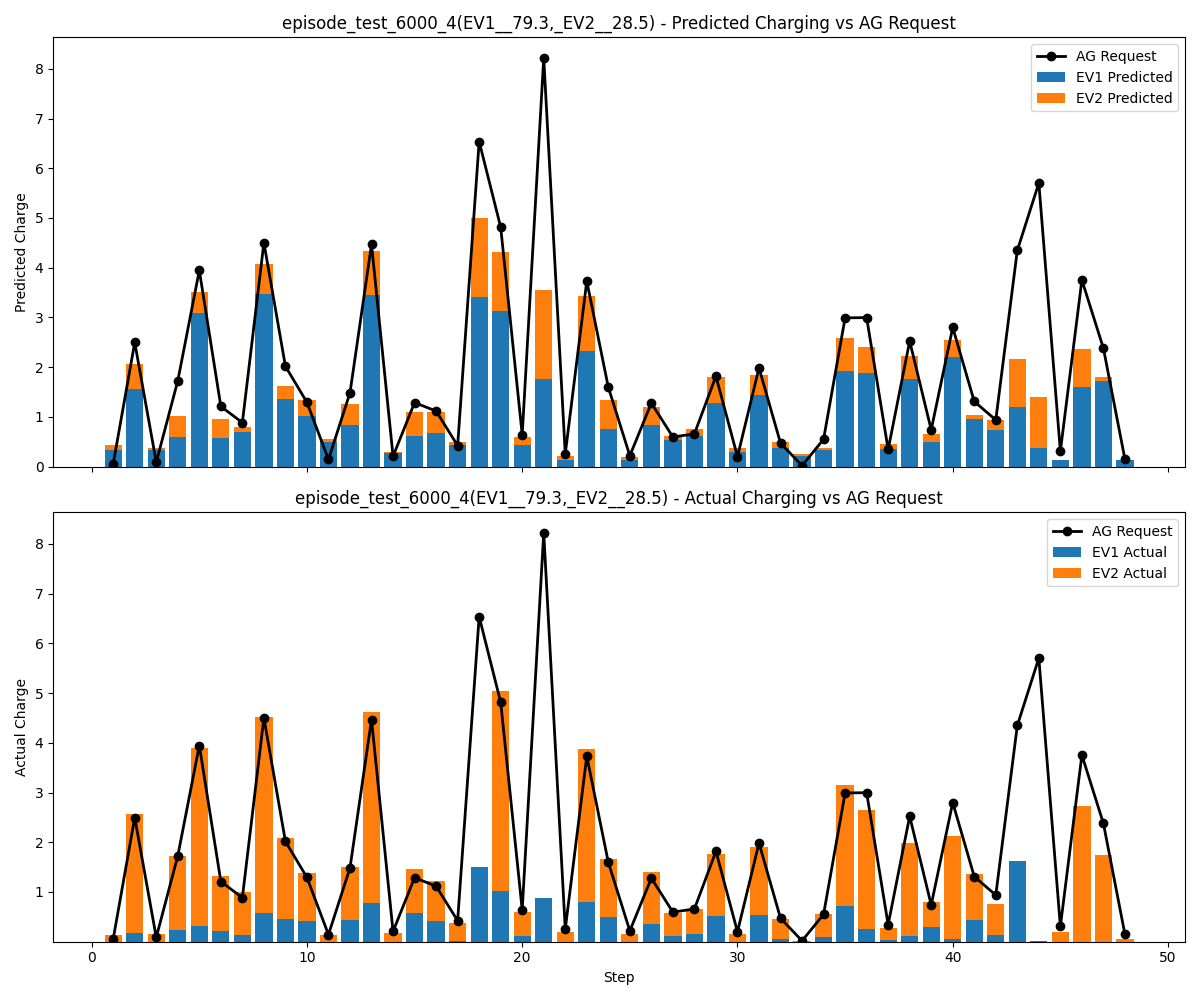 episode_test_6000_4(EV1__79.3,_EV2__28.5) - Predicted Charging vs AG Request
AG Request
EV1 Predicted
EV2 Predicted
Predicted Charge
8
7
6
5
4
3
2
1
0
episode_test_6000_4(EV1__79.3,_EV2__28.5) - Actual Charging vs AG Request
AG Request
EV1 Actual
EV2 Actual
Actual Charge
8
7
6
5
4
3
2
1
0
10
20
30
40
50
Step